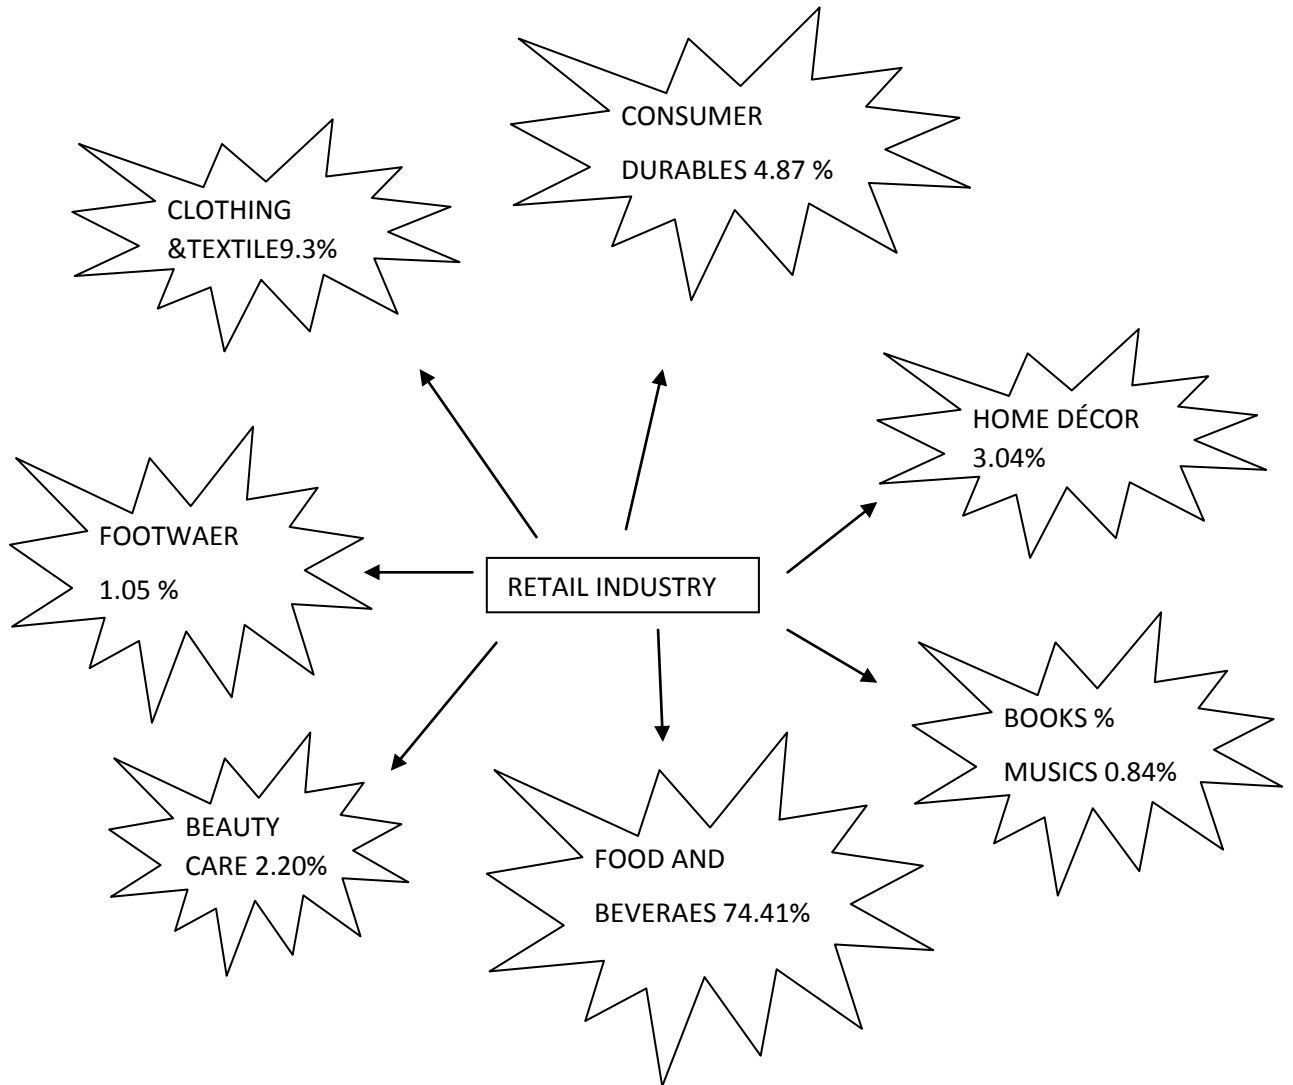 CONSUMER
DURABLES 4.87 %
CLOTHING
&TEXTILE9.3%
HOME DÉCOR
3.04%
FOOTWAER
1.05 %
RETAIL INDUSTRY
BOOKS %
MUSICS 0.84%
BEAUTY
CARE 2.20%
FOOD AND
BEVERAES 74.41%